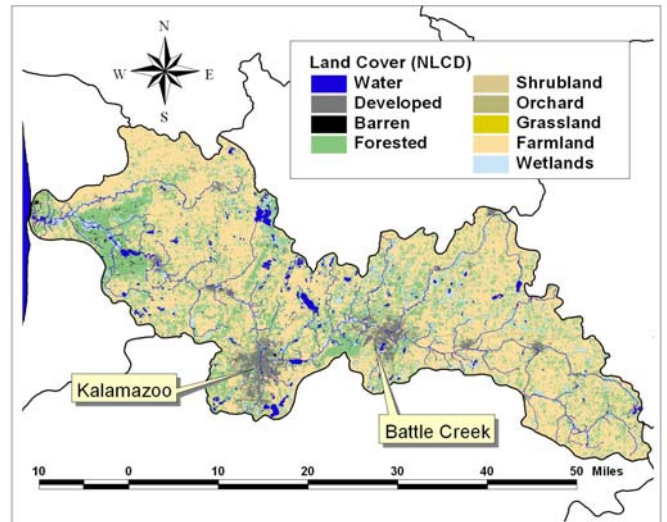 N
W E
S
Land Cover (NLCD)
Water
Developed
Barren
Forested
Shrubland
Orchard
Grassland
Farmland
Wetlands
Kalamazoo
Battle Creek
10 0 10 20 30 40 50 Miles